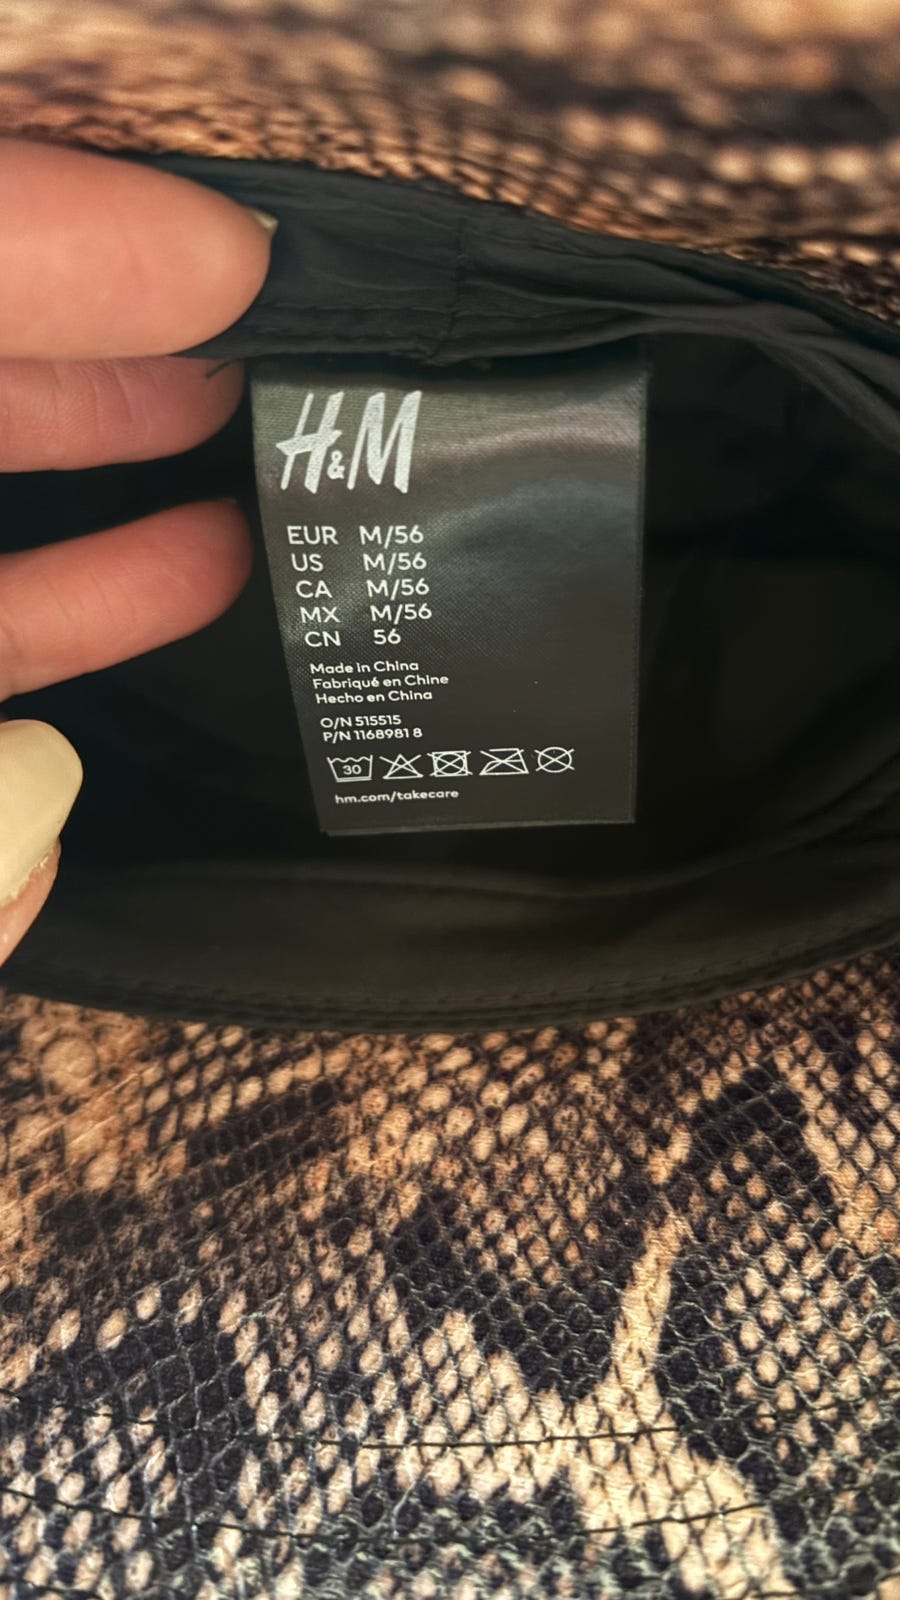 H&M
EUR M/56
US M/56
CA M/56
MX M/56
CN 56
Made in China
Fabriqué en Chine
Hecho en China
O/N 515515
P/N 1168981 8
30
hm.com/takecare